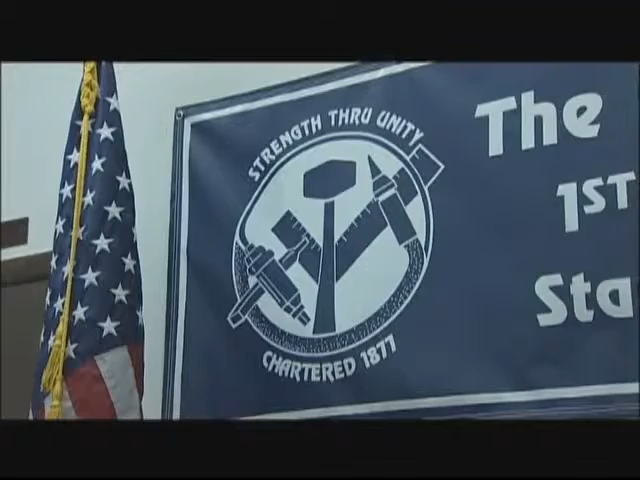 STRENGTH THRU UNITY
CHARTERED 1877
The
1ST
Sta